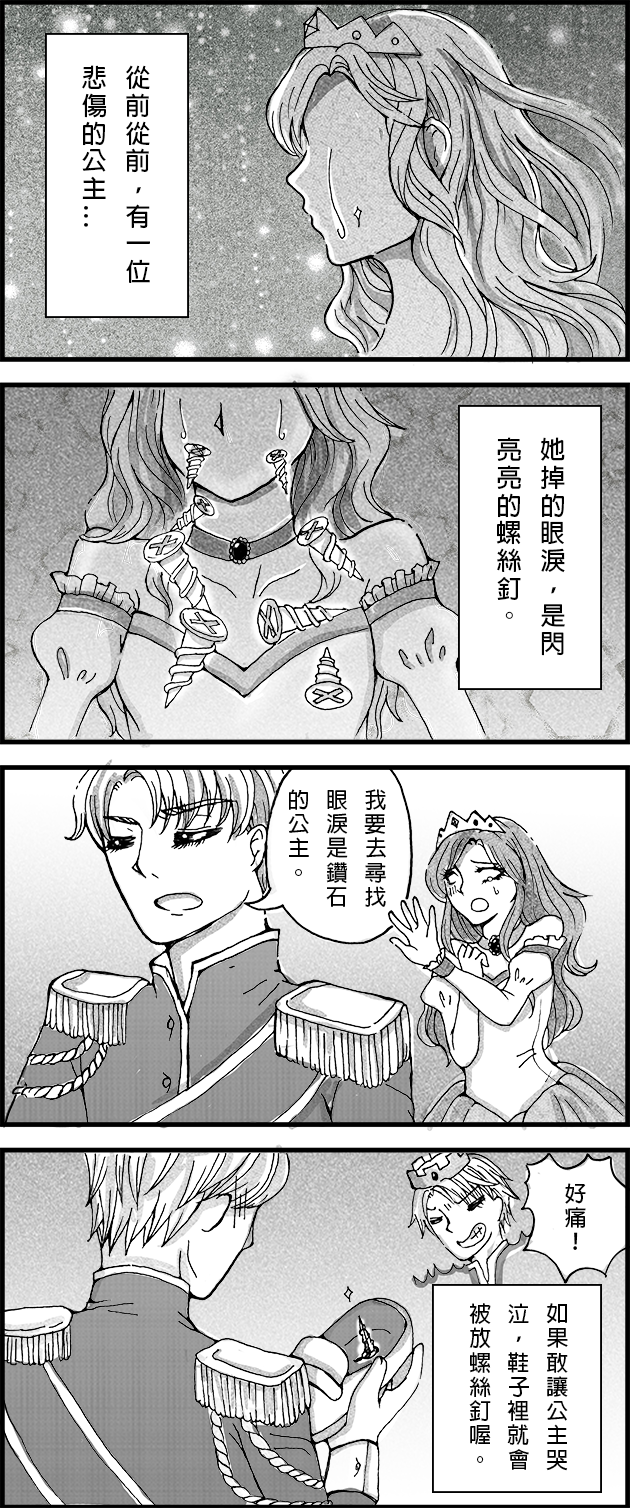 從前從前，有一位
悲傷的公主…
她掉的眼淚，是閃
亮亮的螺絲釘。
我要去尋找
眼淚是鑽石
的公主。
好痛！
如果敢讓公主哭
泣，鞋子裡就會
被放螺絲釘喔。